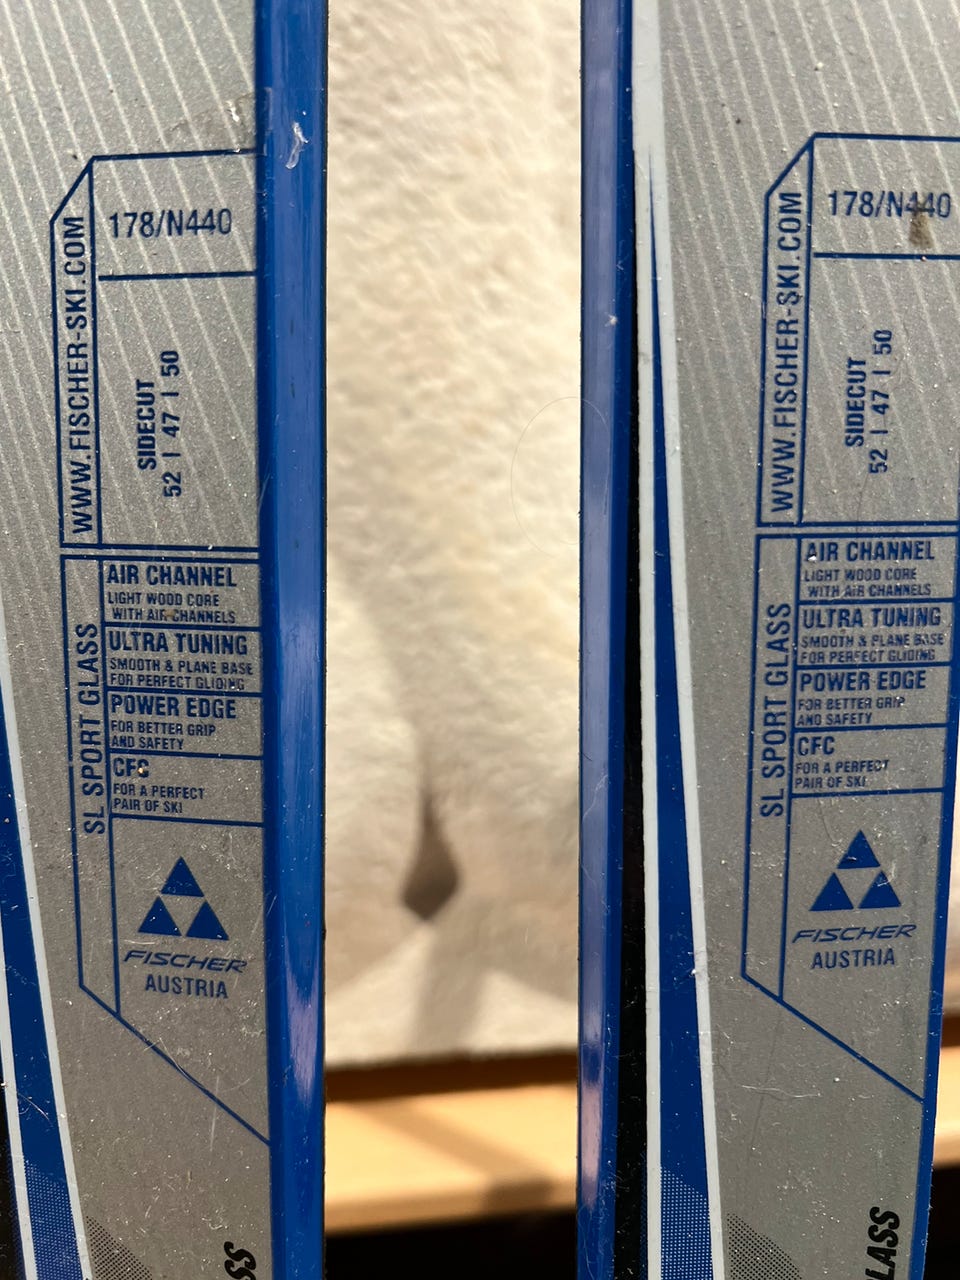 178/N440
WWW.FISCHER-SKI.COM
SIDECUT
52 | 47 | 50
SL SPORT GLASS
AIR CHANNEL
LIGHT WOOD CORE
WITH AIR CHANNELS
ULTRA TUNING
SMOOTH & PLANE BASE
FOR PERFECT GLIDING
POWER EDGE
FOR BETTER GRIP
AND SAFETY
CFC
FOR A PERFECT
PAIR OF SKI
FISCHER
AUSTRIA
SS
178/N440
WWW.FISCHER-SKI.COM
SIDECUT
52 | 47 | 50
SL SPORT GLASS
AIR CHANNEL
LIGHT WOOD CORE
WITH AIR CHANNELS
ULTRA TUNING
SMOOTH & PLANE BASE
FOR PERFECT GLIDING
POWER EDGE
FOR BETTER GRIP
AND SAFETY
CFC
FOR A PERFECT
PAIR OF SKI
FISCHER
AUSTRIA
LASS